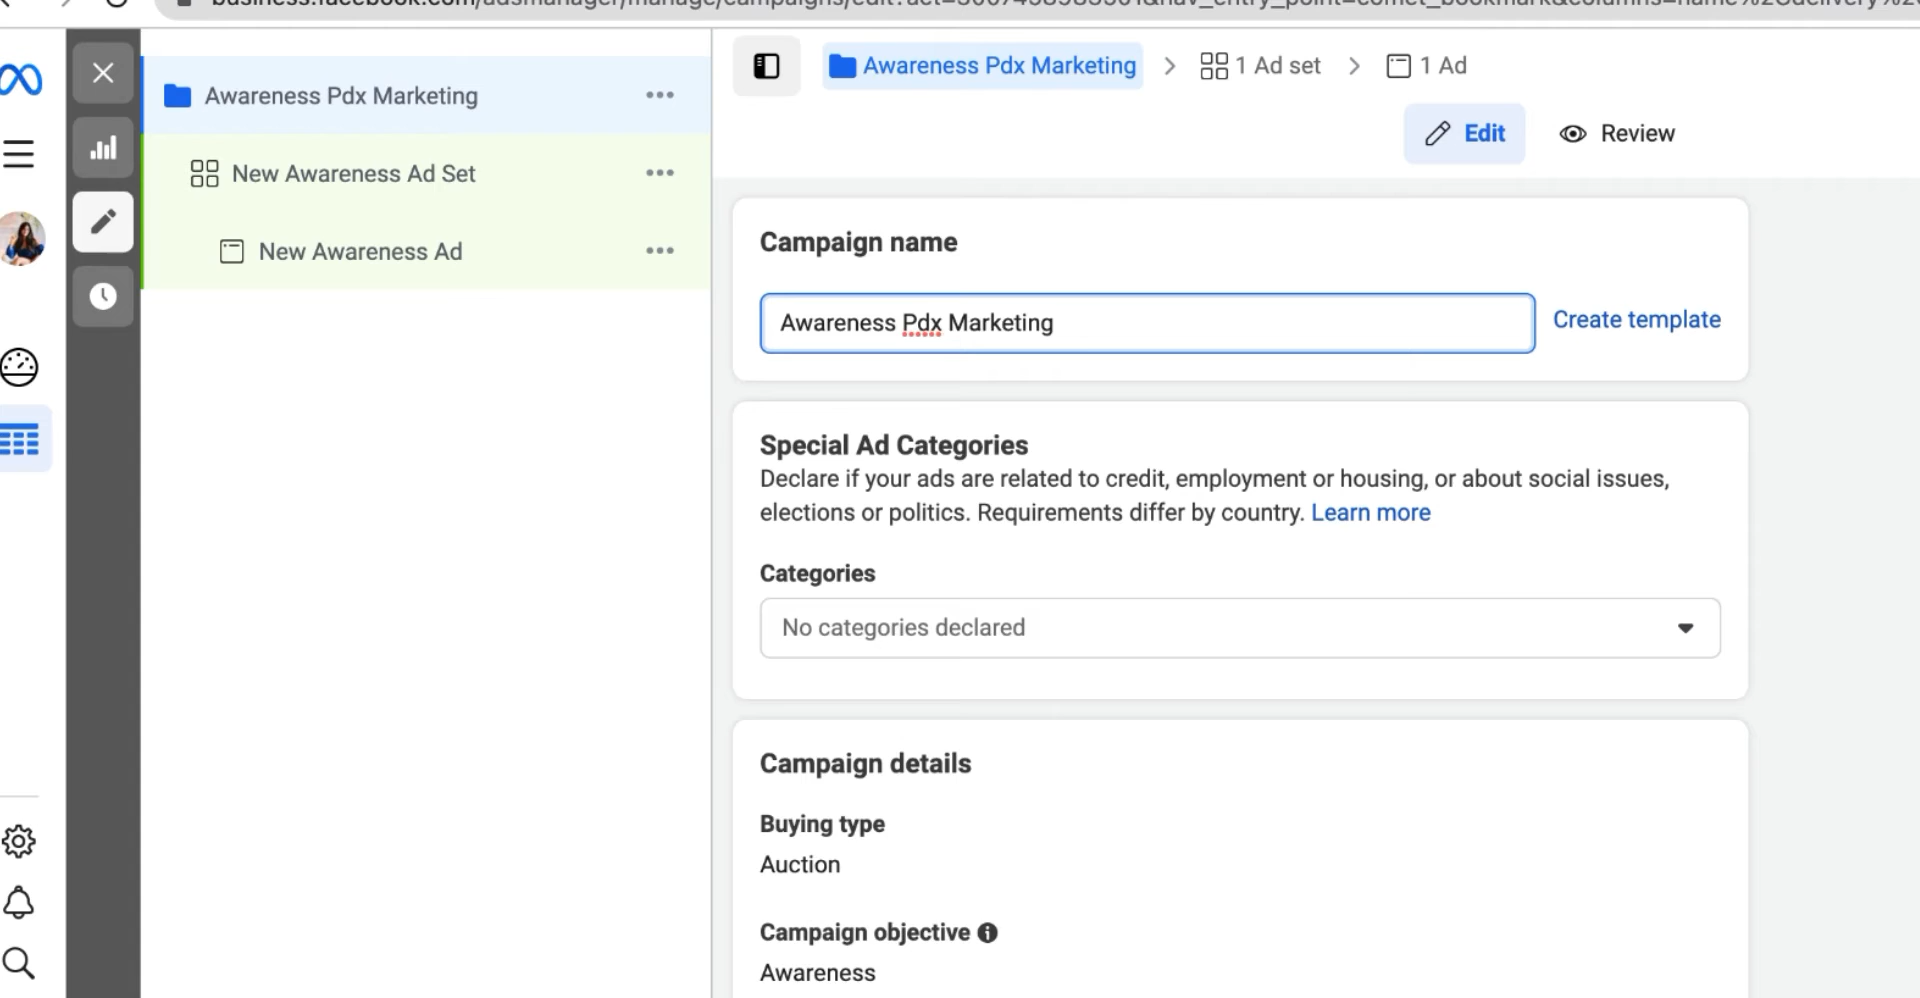 Awareness Pdx Marketing
New Awareness Ad Set
New Awareness Ad
Awareness Pdx Marketing
1 Ad set
1 Ad
Edit
Review
Campaign name
Awareness Pdx Marketing
Create template
Special Ad Categories
Declare if your ads are related to credit, employment or housing, or about social issues,
elections or politics. Requirements differ by country. Learn more
Categories
No categories declared
Campaign details
Buying type
Auction
Campaign objective
Awareness